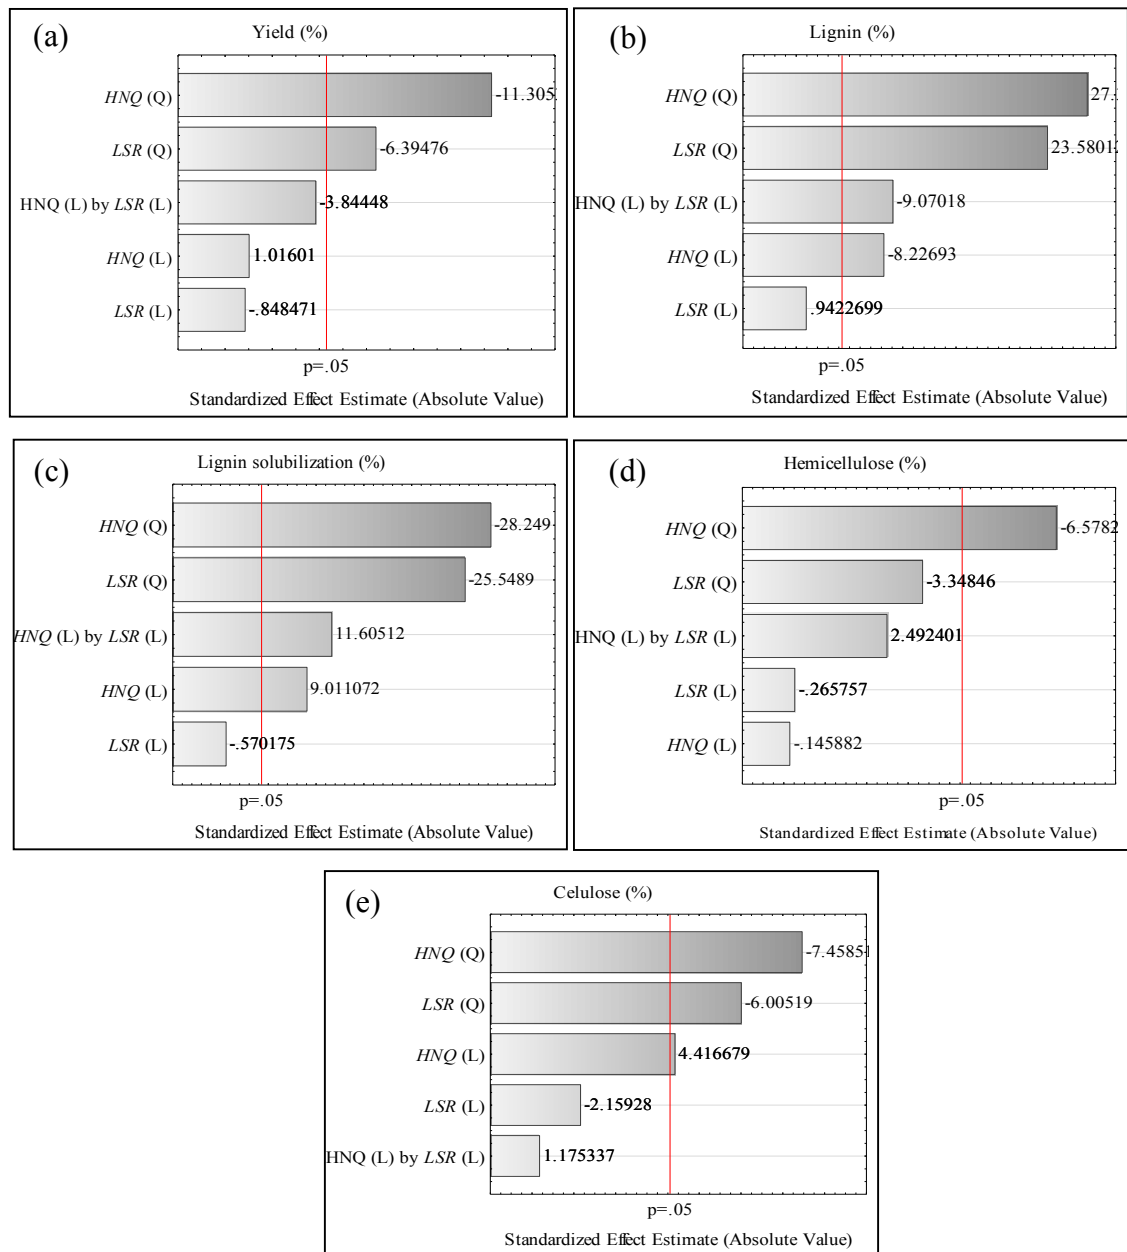 (a)
Yield (%)
HNQ (Q)
-11.305
LSR (Q)
-6.39476
HNQ (L) by LSR (L)
-3.84448
HNQ (L)
1.01601
LSR (L)
-.848471
p=.05
Standardized Effect Estimate (Absolute Value)
(b)
Lignin (%)
HNQ (Q)
27.
LSR (Q)
23.5801
HNQ (L) by LSR (L)
-9.07018
HNQ (L)
-8.22693
LSR (L)
.9422699
p=.05
Standardized Effect Estimate (Absolute Value)
(c)
Lignin solubilization (%)
HNQ (Q)
-28.249
LSR (Q)
-25.5489
HNQ (L) by LSR (L)
11.60512
HNQ (L)
9.011072
LSR (L)
-.570175
p=.05
Standardized Effect Estimate (Absolute Value)
(d)
Hemicellulose (%)
HNQ (Q)
-6.5782
LSR (Q)
-3.34846
HNQ (L) by LSR (L)
2.492401
LSR (L)
-.265757
HNQ (L)
-.145882
p=.05
Standardized Effect Estimate (Absolute Value)
(e)
Celulose (%)
HNQ (Q)
-7.4585
LSR (Q)
-6.00519
HNQ (L)
4.416679
LSR (L)
-2.15928
HNQ (L) by LSR (L)
1.175337
p=.05
Standardized Effect Estimate (Absolute Value)